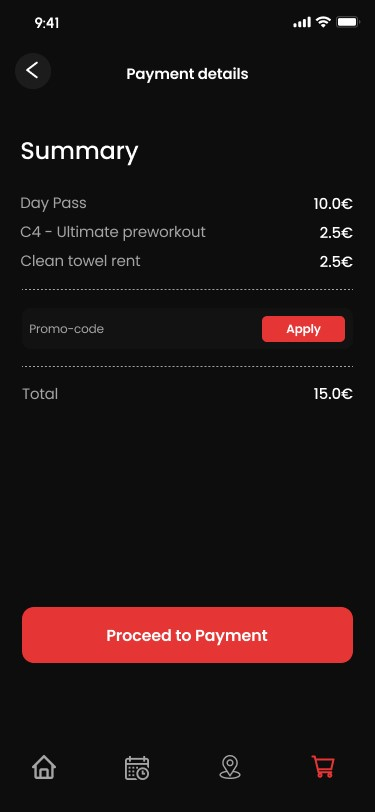 9:41
Payment details
Summary
Day Pass 10.0€
C4 - Ultimate preworkout 2.5€
Clean towel rent 2.5€
Promo-code Apply
Total 15.0€
Proceed to Payment